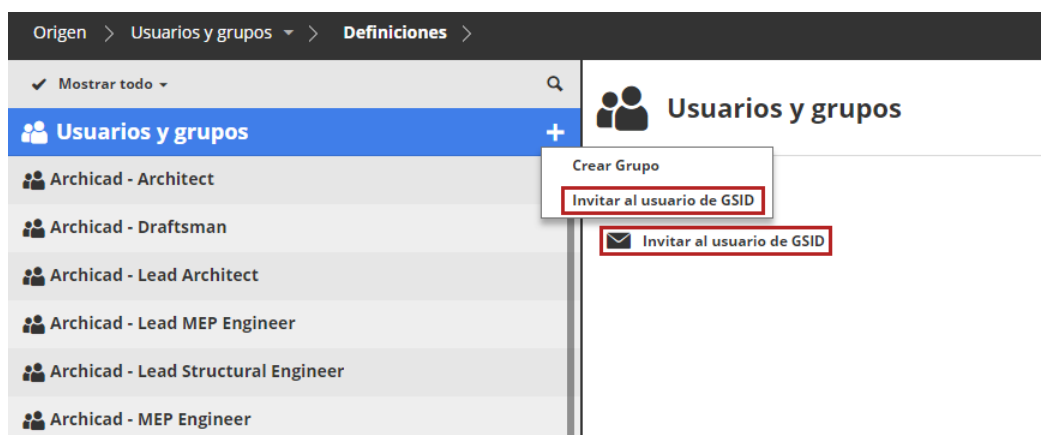 Origen > Usuarios y grupos > Definiciones >
Mostrar todo
Usuarios y grupos
Archicad - Architect
Archicad - Draftsman
Archicad - Lead Architect
Archicad - Lead MEP Engineer
Archicad - Lead Structural Engineer
Archicad - MEP Engineer
Crear Grupo
Invitar al usuario de GSID
Usuarios y grupos
Invitar al usuario de GSID